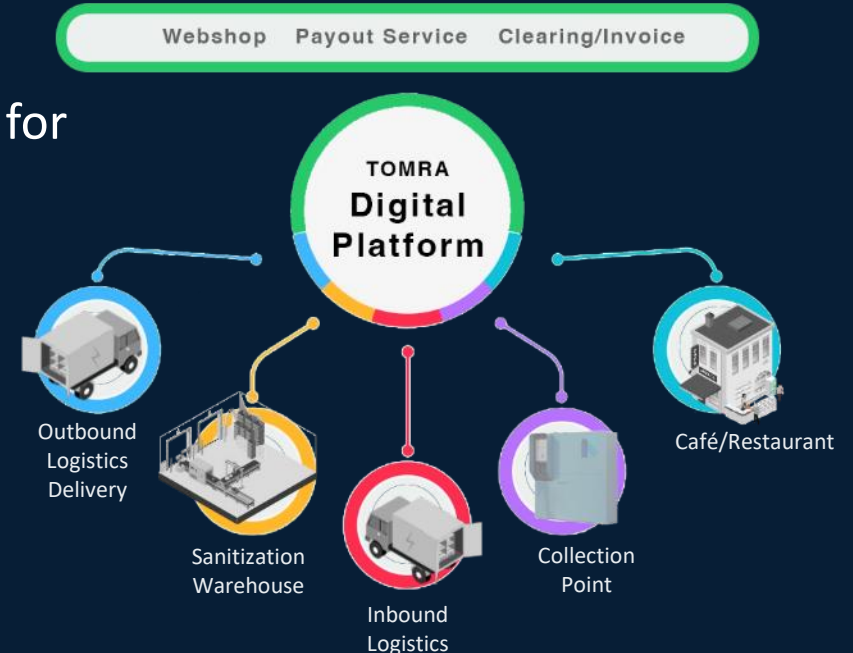 Webshop Payout Service Clearing/Invoice
for
TOMRA
Digital
Platform
Outbound
Logistics
Delivery
Café/Restaurant
Sanitization
Warehouse
Collection
Point
Inbound
Logistics